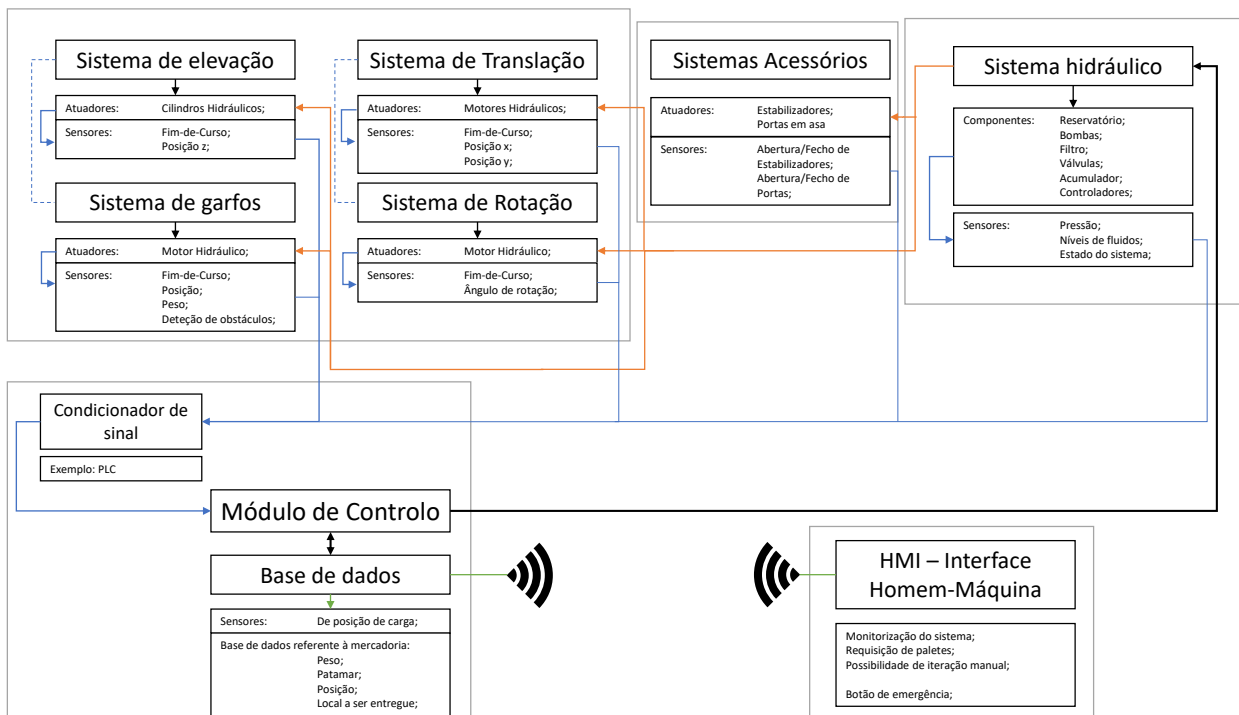 Sistema de elevação
Atuadores: Cilindros Hidráulicos;
Sensores: Fim-de-Curso;
Posição z;
Sistema de garfos
Atuadores: Motor Hidráulico;
Sensores: Fim-de-Curso;
Posição;
Peso;
Deteção de obstáculos;
Sistema de Translação
Atuadores: Motores Hidráulicos;
Sensores: Fim-de-Curso;
Posição x;
Posição y;
Sistema de Rotação
Atuadores: Motor Hidráulico;
Sensores: Fim-de-Curso;
Ângulo de rotação;
Sistemas Acessórios
Atuadores: Estabilizadores;
Portas em asa
Sensores: Abertura/Fecho de
Estabilizadores;
Abertura/Fecho de
Portas;
Sistema hidráulico
Componentes: Reservatório;
Bombas;
Filtro;
Válvulas;
Acumulador;
Controladores;
Sensores: Pressão;
Níveis de fluidos;
Estado do sistema;
Condicionador de
sinal
Exemplo: PLC
Módulo de Controlo
Base de dados
Sensores: De posição de carga;
Base de dados referente à mercadoria:
Peso;
Patamar;
Posição;
Local a ser entregue;
HMI – Interface
Homem-Máquina
Monitorização do sistema;
Requisição de paletes;
Possibilidade de iteração manual;
Botão de emergência;